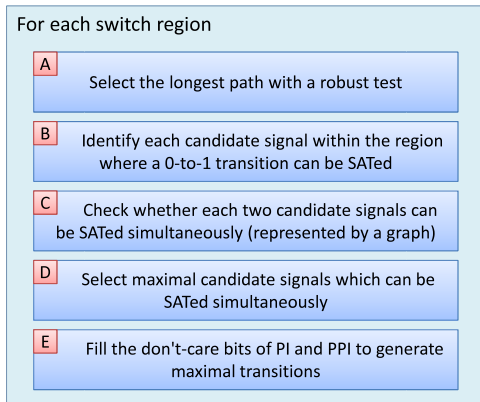 For each switch region
A
Select the longest path with a robust test
B
Identify each candidate signal within the region
where a 0-to-1 transition can be SATed
C
Check whether each two candidate signals can
be SATed simultaneously (represented by a graph)
D
Select maximal candidate signals which can be
SATed simultaneously
E
Fill the don't-care bits of PI and PPI to generate
maximal transitions